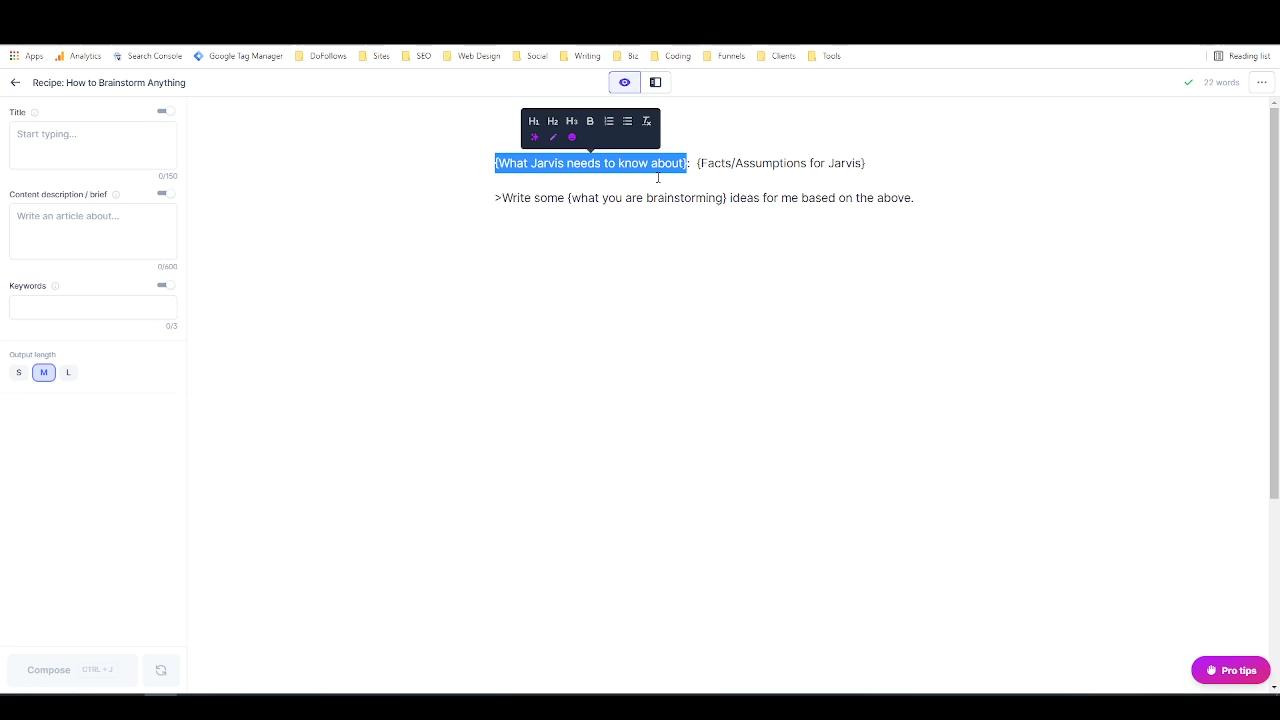 Apps Analytics Search Console Google Tag Manager DoFollows Sites SEO Web Design Social Writing Biz Coding Funnels Clients Tools Reading list
Recipe: How to Brainstorm Anything 22 words
Title
Start typing...
0/150
Content description / brief
Write an article about...
0/600
Keywords
0/3
Output length
S M L
Compose CTRL + J
H1 H2 H3 B
{What Jarvis needs to know about}: {Facts/Assumptions for Jarvis}
>Write some {what you are brainstorming} ideas for me based on the above.
Pro tips